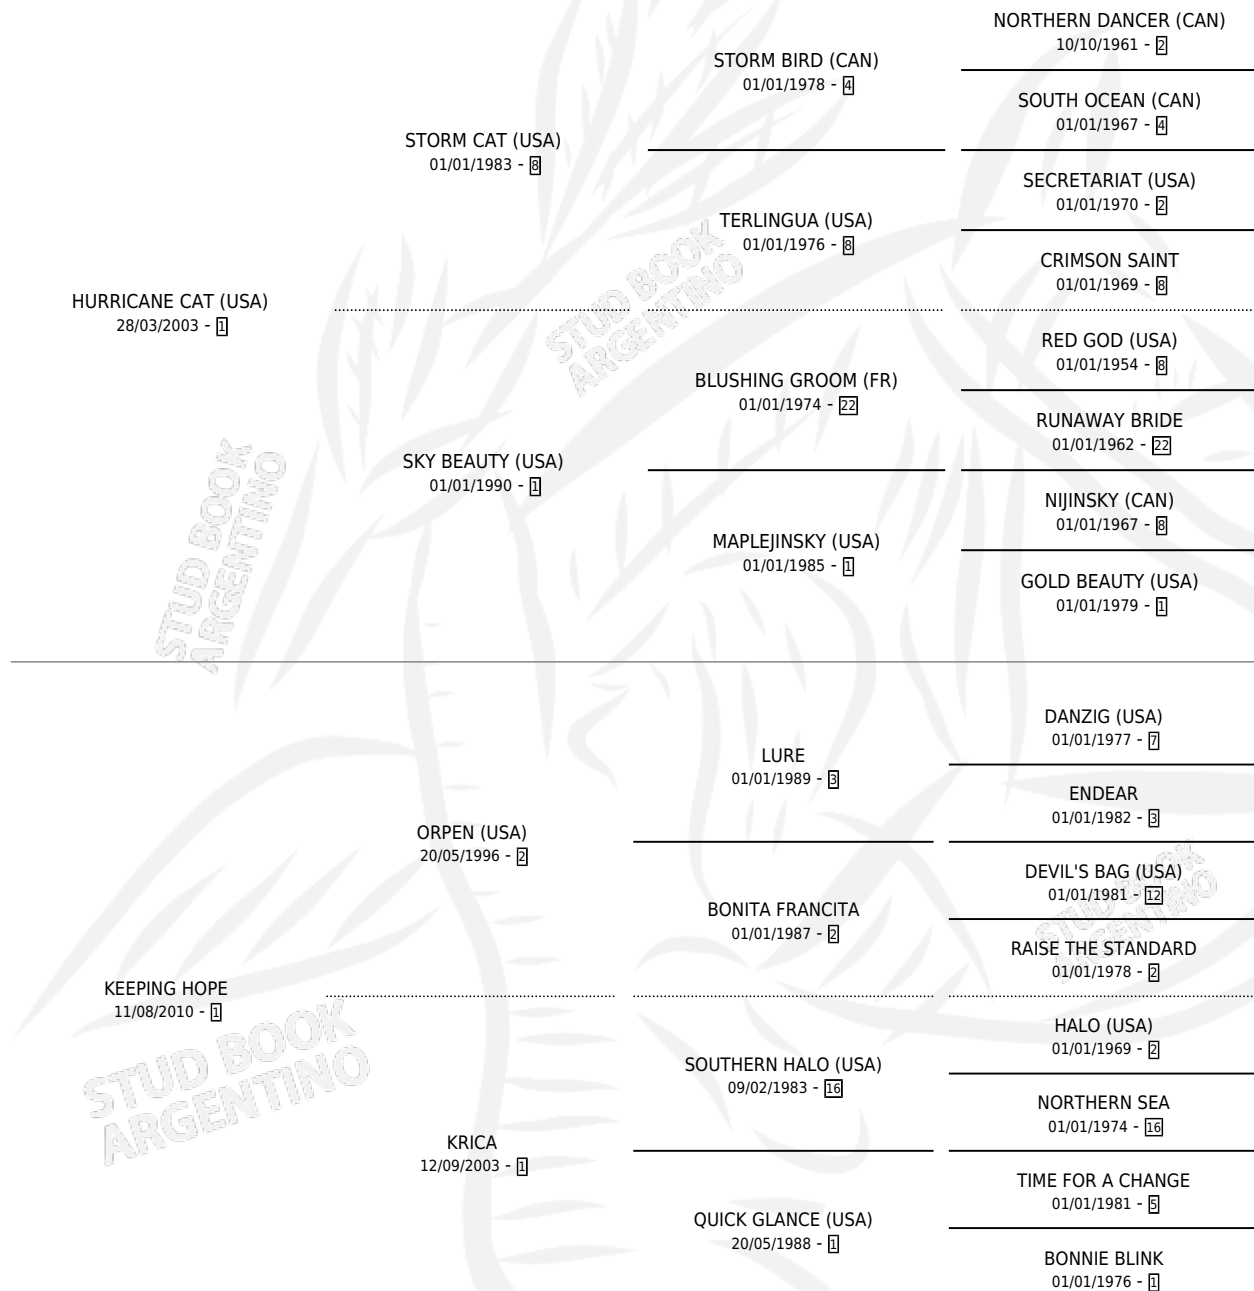 NORTHERN DANCER (CAN)
10/10/1961 - 2
STORM BIRD (CAN)
01/01/1978 - 4
SOUTH OCEAN (CAN)
01/01/1967 - 4
STORM CAT (USA)
01/01/1983 - 8
SECRETARIAT (USA)
01/01/1970 - 2
TERLINGUA (USA)
01/01/1976 - 8
CRIMSON SAINT
01/01/1969 - 8
HURRICANE CAT (USA)
28/03/2003 - 1
RED GOD (USA)
01/01/1954 - 8
BLUSHING GROOM (FR)
01/01/1974 - 22
RUNAWAY BRIDE
01/01/1962 - 22
SKY BEAUTY (USA)
01/01/1990 - 1
NIJINSKY (CAN)
01/01/1967 - 8
MAPLEJINSKY (USA)
01/01/1985 - 1
GOLD BEAUTY (USA)
01/01/1979 - 1
DANZIG (USA)
01/01/1977 - 7
LURE
01/01/1989 - 3
ENDEAR
01/01/1982 - 3
ORPEN (USA)
20/05/1996 - 2
DEVIL'S BAG (USA)
01/01/1981 - 12
BONITA FRANCITA
01/01/1987 - 2
RAISE THE STANDARD
01/01/1978 - 2
KEEPING HOPE
11/08/2010 - 1
HALO (USA)
01/01/1969 - 2
SOUTHERN HALO (USA)
09/02/1983 - 16
NORTHERN SEA
01/01/1974 - 16
KRICA
12/09/2003 - 1
TIME FOR A CHANGE
01/01/1981 - 5
QUICK GLANCE (USA)
20/05/1988 - 1
BONNIE BLINK
01/01/1976 - 1
STUD BOOK
ARGENTINO
STUD BOOK
ARGENTINO
STUD BOOK
ARGENTINO
STUD BOOK
ARGENTINO